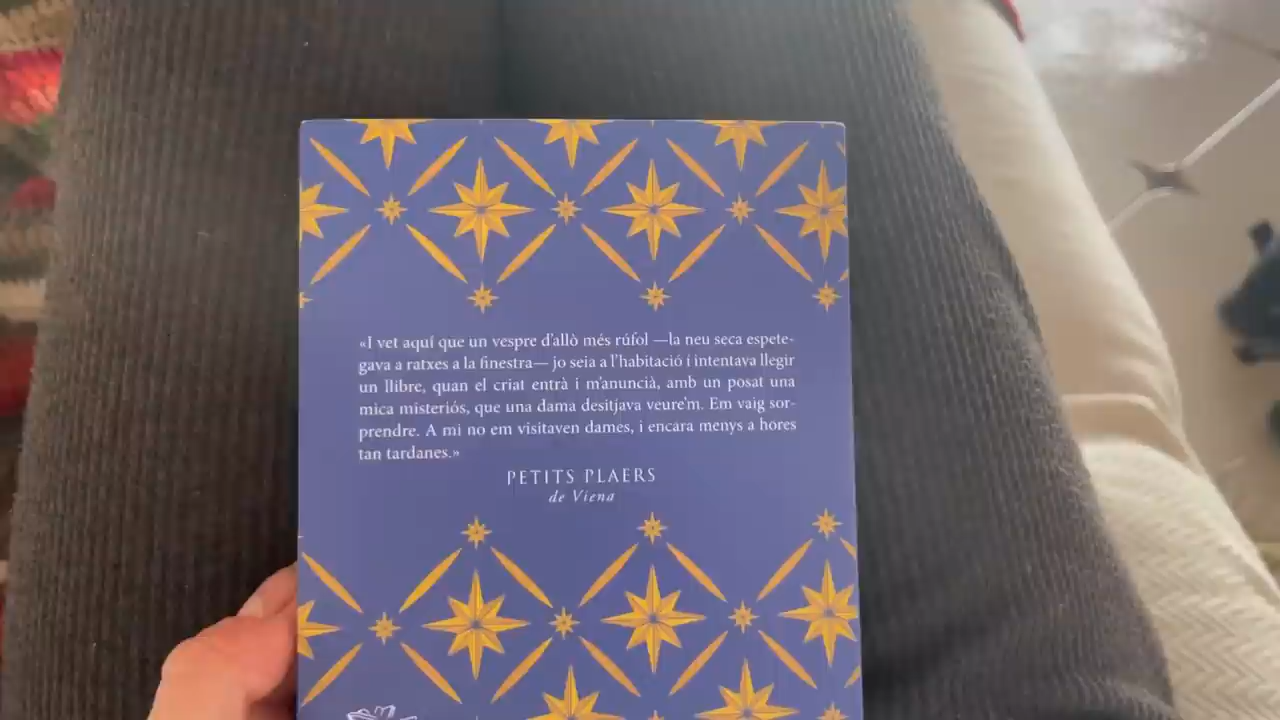 «I vet aquí que un vespre d'allò més rúfol —la neu seca espete-
gava a ratxes a la finestra— jo seia a l'habitació i intentava llegir
un llibre, quan el criat entrà i m'anuncià, amb un posat una
mica misteriós, que una dama desitjava veure'm. Em vaig sor-
prendre. A mi no em visitaven dames, i encara menys a hores
tan tardanes.»
PETITS PLAERS
de Viena